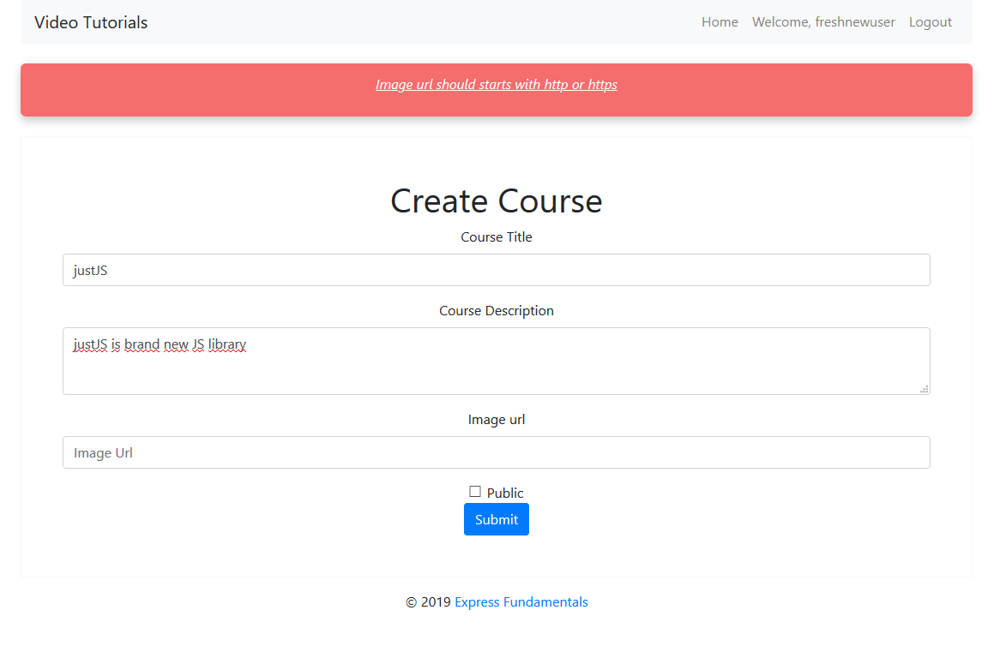 Video Tutorials Home Welcome, freshnewuser Logout
Image url should starts with http or https
Create Course
Course Title
justJS
Course Description
justJS is brand new JS library
Image url
Image Url
Public
Submit
© 2019 Express Fundamentals